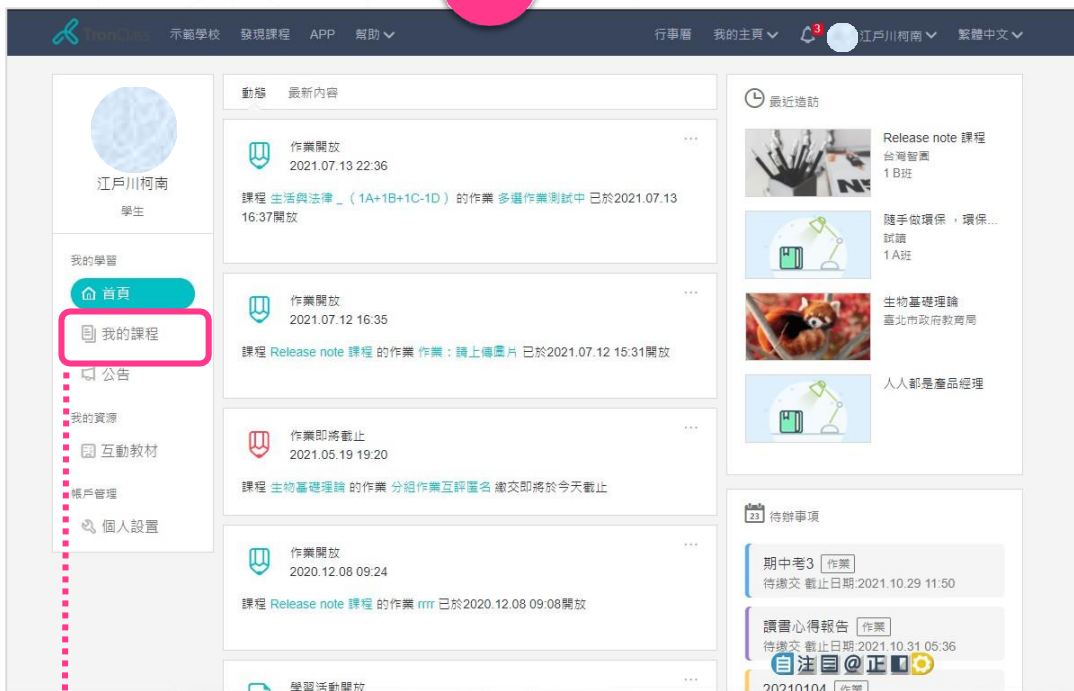 TronClass 示範學校 發現課程 APP 幫助 行事曆 我的主頁 3 江戶川柯南 繁體中文
江戶川柯南
學生
我的學習
首頁
我的課程
公告
我的資源
互動教材
帳戶管理
個人設置
動態 最新內容
作業開放
2021.07.13 22:36
課程 生活與法律 _ ( 1A+1B+1C-1D ) 的作業 多選作業測試中 已於2021.07.13
16:37開放
作業開放
2021.07.12 16:35
課程 Release note 課程 的作業 作業：請上傳圖片 已於2021.07.12 15:31開放
作業即將截止
2021.05.19 19:20
課程 生物基礎理論 的作業 分組作業互評匿名 繳交即將於今天截止
作業開放
2020.12.08 09:24
課程 Release note 課程 的作業 rrrr 已於2020.12.08 09:08開放
學習活動開放
最近造訪
Release note 課程
台灣智園
1 B班
隨手做環保 ，環保...
試讀
1 A班
生物基礎理論
臺北市政府教育局
人人都是產品經理
23 待辦事項
期中考3 作業
待繳交 截止日期:2021.10.29 11:50
讀書心得報告 作業
待繳交 截止日期:2021.10.31 05:36
自注目@正
20210104 作業